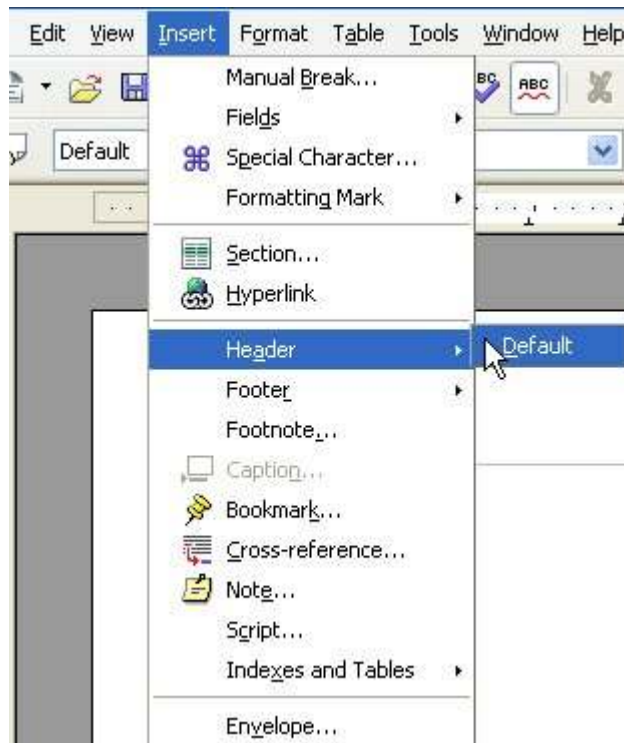 Edit View Insert Format Table Tools Window Help
Manual Break...
ABC
Fields
Default
Special Character...
Formatting Mark
Section...
Hyperlink
Header
Default
Footer
Footnote...
Caption...
Bookmark...
Cross-reference...
Note...
Script...
Indexes and Tables
Envelope...